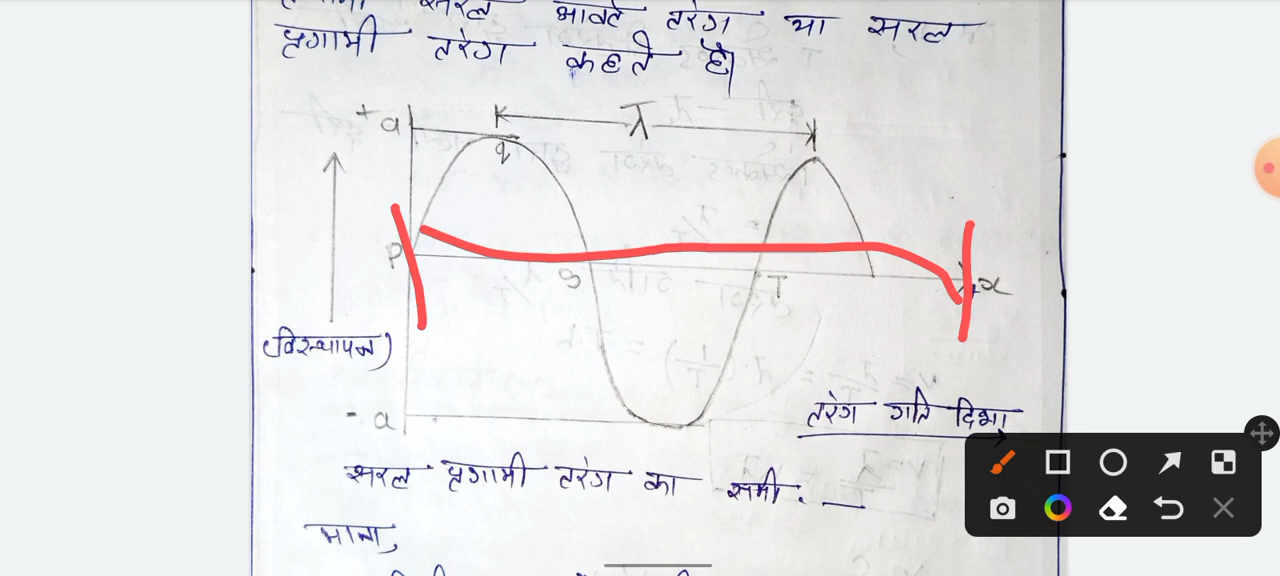 सरल आवर्त तरंग या सरल
प्रगामी तरंग कहते है।
+a
λ
q
P
S
T
x
(विस्थापन)
-a
तरंग गति दिशा
सरल प्रगामी तरंग का समी: —
माना,